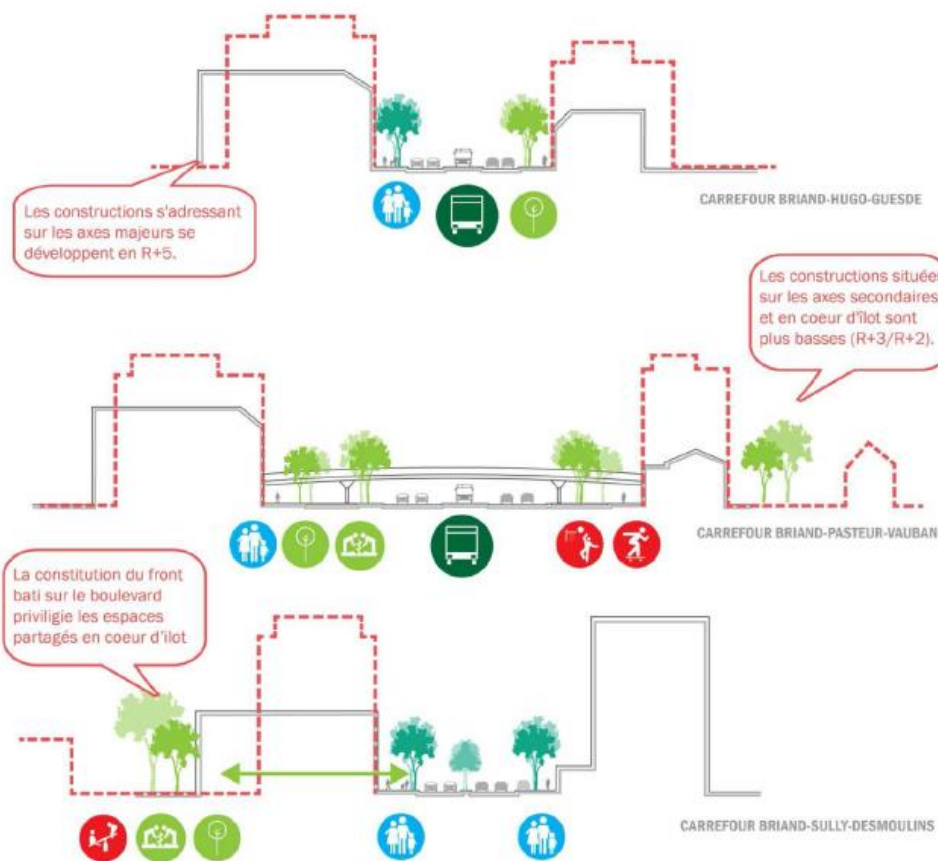 Les constructions s'adressant
sur les axes majeurs se
développent en R+5.
CARREFOUR BRIAND-HUGO-GUESDE
Les constructions située
sur les axes secondaires
et en coeur d'îlot sont
plus basses (R+3/R+2).
CARREFOUR BRIAND-PASTEUR-VAUBAN
La constitution du front
bati sur le boulevard
priviligie les espaces
partagés en coeur d'ilot
CARREFOUR BRIAND-SULLY-DESMOULINS